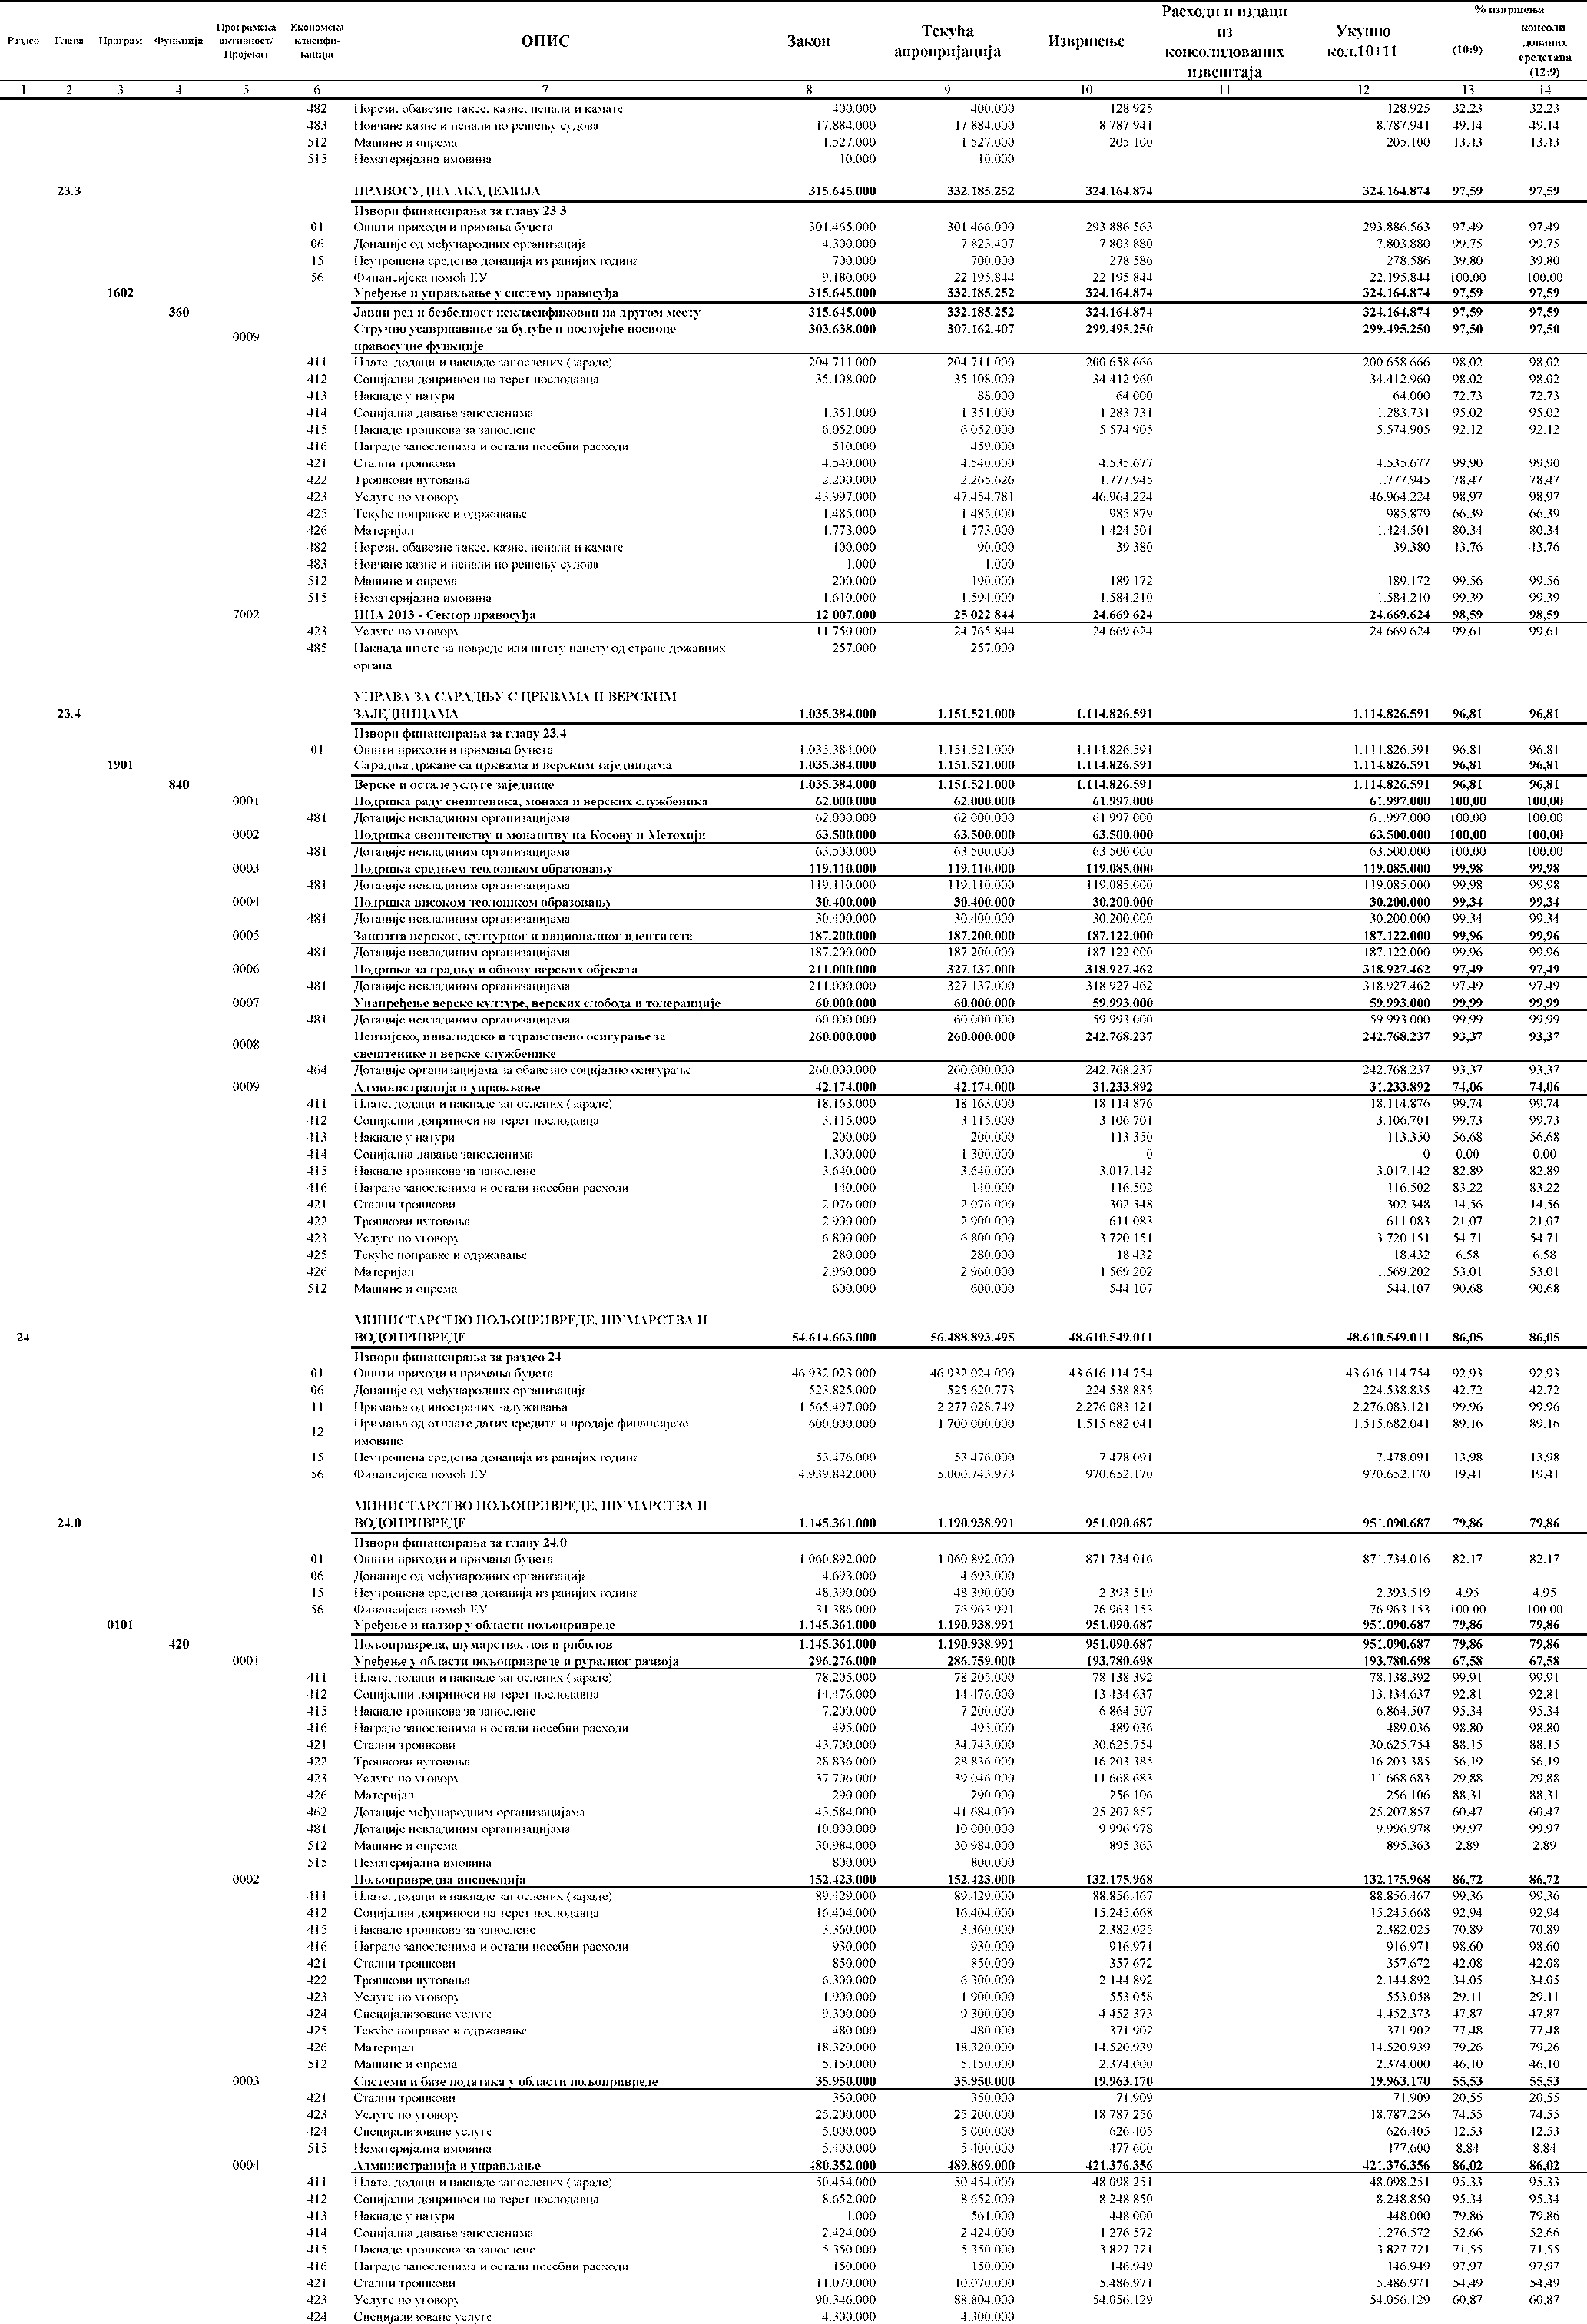 Раздео Глава Програм Функција Програмска активност/ Пројекат Економска класифи-кација ОПИС Закон Текућа апропријација Извршење Расходи и издаци из консолидованих извештаја Укупно кол.10+11 % извршења (10:9) консоли-дованих средстава (12:9)
1 2 3 4 5 6 7 8 9 10 11 12 13 14
482 Порези, обавезне таксе, казне, пенали и камате 400.000 400.000 128.925 128.925 32,23 32,23
483 Новчане казне и пенали по решењу судова 17.884.000 17.884.000 8.787.941 8.787.941 49,14 49,14
512 Машине и опрема 1.527.000 1.527.000 205.100 205.100 13,43 13,43
515 Нематеријална имовина 10.000 10.000
23.3 ПРАВОСУДНА АКАДЕМИЈА 315.645.000 332.185.252 324.164.874 324.164.874 97,59 97,59
Извори финансирања за главу 23.3
01 Општи приходи и примања буџета 301.465.000 301.466.000 293.886.563 293.886.563 97,49 97,49
06 Донације од међународних организација 4.300.000 7.823.407 7.803.880 7.803.880 99,75 99,75
15 Неутрошена средства донација из ранијих година 700.000 700.000 278.586 278.586 39,80 39,80
56 Финансијска помоћ ЕУ 9.180.000 22.195.844 22.195.844 22.195.844 100,00 100,00
1602 Уређење и управљање у систему правосуђа 315.645.000 332.185.252 324.164.874 324.164.874 97,59 97,59
360 Јавни ред и безбедност некласификован на другом месту 315.645.000 332.185.252 324.164.874 324.164.874 97,59 97,59
0009 Стручно усавршавање за будуће и постојеће носиоце 303.638.000 307.162.407 299.495.250 299.495.250 97,50 97,50
правосудне функције
411 Плате, додаци и накнаде запослених (зараде) 204.711.000 204.711.000 200.658.666 200.658.666 98,02 98,02
412 Социјални доприноси на терет послодавца 35.108.000 35.108.000 34.412.960 34.412.960 98,02 98,02
413 Накнаде у натури 88.000 64.000 64.000 72,73 72,73
414 Социјална давања запосленима 1.351.000 1.351.000 1.283.731 1.283.731 95,02 95,02
415 Накнаде трошкова за запослене 6.052.000 6.052.000 5.574.905 5.574.905 92,12 92,12
416 Награде запосленима и остали посебни расходи 510.000 459.000
421 Стални трошкови 4.540.000 4.540.000 4.535.677 4.535.677 99,90 99,90
422 Трошкови путовања 2.200.000 2.265.626 1.777.945 1.777.945 78,47 78,47
423 Услуге по уговору 43.997.000 47.454.781 46.964.224 46.964.224 98,97 98,97
425 Текуће поправке и одржавање 1.485.000 1.485.000 985.879 985.879 66,39 66,39
426 Материјал 1.773.000 1.773.000 1.424.501 1.424.501 80,34 80,34
482 Порези, обавезне таксе, казне, пенали и камате 100.000 90.000 39.380 39.380 43,76 43,76
483 Новчане казне и пенали по решењу судова 1.000 1.000
512 Машине и опрема 200.000 190.000 189.172 189.172 99,56 99,56
515 Нематеријална имовина 1.610.000 1.594.000 1.584.210 1.584.210 99,39 99,39
7002 ИПА 2013 - Сектор правосуђа 12.007.000 25.022.844 24.669.624 24.669.624 98,59 98,59
423 Услуге по уговору 11.750.000 24.765.844 24.669.624 24.669.624 99,61 99,61
485 Накнада штете за повреде или штету нанету од стране државних 257.000 257.000
органа
УПРАВА ЗА САРАДЊУ С ЦРКВАМА И ВЕРСКИМ
23.4 ЗАЈЕДНИЦАМА 1.035.384.000 1.151.521.000 1.114.826.591 1.114.826.591 96,81 96,81
Извори финансирања за главу 23.4
01 Општи приходи и примања буџета 1.035.384.000 1.151.521.000 1.114.826.591 1.114.826.591 96,81 96,81
1901 Сарадња државе са црквама и верским заједницама 1.035.384.000 1.151.521.000 1.114.826.591 1.114.826.591 96,81 96,81
840 Верске и остале услуге заједнице 1.035.384.000 1.151.521.000 1.114.826.591 1.114.826.591 96,81 96,81
0001 Подршка раду свештеника, монаха и верских службеника 62.000.000 62.000.000 61.997.000 61.997.000 100,00 100,00
481 Дотације невладиним организацијама 62.000.000 62.000.000 61.997.000 61.997.000 100,00 100,00
0002 Подршка свештенству и монаштву на Косову и Метохији 63.500.000 63.500.000 63.500.000 63.500.000 100,00 100,00
481 Дотације невладиним организацијама 63.500.000 63.500.000 63.500.000 63.500.000 100,00 100,00
0003 Подршка средњем теолошком образовању 119.110.000 119.110.000 119.085.000 119.085.000 99,98 99,98
481 Дотације невладиним организацијама 119.110.000 119.110.000 119.085.000 119.085.000 99,98 99,98
0004 Подршка високом теолошком образовању 30.400.000 30.400.000 30.200.000 30.200.000 99,34 99,34
481 Дотације невладиним организацијама 30.400.000 30.400.000 30.200.000 30.200.000 99,34 99,34
0005 Заштита верског, културног и националног идентитета 187.200.000 187.200.000 187.122.000 187.122.000 99,96 99,96
481 Дотације невладиним организацијама 187.200.000 187.200.000 187.122.000 187.122.000 99,96 99,96
0006 Подршка за градњу и обнову верских објеката 211.000.000 327.137.000 318.927.462 318.927.462 97,49 97,49
481 Дотације невладиним организацијама 211.000.000 327.137.000 318.927.462 318.927.462 97,49 97,49
0007 Унапређење верске културе, верских слобода и толеранције 60.000.000 60.000.000 59.993.000 59.993.000 99,99 99,99
481 Дотације невладиним организацијама 60.000.000 60.000.000 59.993.000 59.993.000 99,99 99,99
0008 Пензијско, инвалидско и здравствено осигурање за 260.000.000 260.000.000 242.768.237 242.768.237 93,37 93,37
свештенике и верске службенике
464 Дотације организацијама за обавезно социјално осигурање 260.000.000 260.000.000 242.768.237 242.768.237 93,37 93,37
0009 Администрација и управљање 42.174.000 42.174.000 31.233.892 31.233.892 74,06 74,06
411 Плате, додаци и накнаде запослених (зараде) 18.163.000 18.163.000 18.114.876 18.114.876 99,74 99,74
412 Социјални доприноси на терет послодавца 3.115.000 3.115.000 3.106.701 3.106.701 99,73 99,73
413 Накнаде у натури 200.000 200.000 113.350 113.350 56,68 56,68
414 Социјална давања запосленима 1.300.000 1.300.000 0 0 0,00 0,00
415 Накнаде трошкова за запослене 3.640.000 3.640.000 3.017.142 3.017.142 82,89 82,89
416 Награде запосленима и остали посебни расходи 140.000 140.000 116.502 116.502 83,22 83,22
421 Стални трошкови 2.076.000 2.076.000 302.348 302.348 14,56 14,56
422 Трошкови путовања 2.900.000 2.900.000 611.083 611.083 21,07 21,07
423 Услуге по уговору 6.800.000 6.800.000 3.720.151 3.720.151 54,71 54,71
425 Текуће поправке и одржавање 280.000 280.000 18.432 18.432 6,58 6,58
426 Материјал 2.960.000 2.960.000 1.569.202 1.569.202 53,01 53,01
512 Машине и опрема 600.000 600.000 544.107 544.107 90,68 90,68
МИНИСТАРСТВО ПОЉОПРИВРЕДЕ, ШУМАРСТВА И
24 ВОДОПРИВРЕДЕ 54.614.663.000 56.488.893.495 48.610.549.011 48.610.549.011 86,05 86,05
Извори финансирања за раздео 24
01 Општи приходи и примања буџета 46.932.023.000 46.932.024.000 43.616.114.754 43.616.114.754 92,93 92,93
06 Донације од међународних организација 523.825.000 525.620.773 224.538.835 224.538.835 42,72 42,72
11 Примања од иностраних задуживања 1.565.497.000 2.277.028.749 2.276.083.121 2.276.083.121 99,96 99,96
12 Примања од отплате датих кредита и продаје финансијске 600.000.000 1.700.000.000 1.515.682.041 1.515.682.041 89,16 89,16
имовине
15 Неутрошена средства донација из ранијих година 53.476.000 53.476.000 7.478.091 7.478.091 13,98 13,98
56 Финансијска помоћ ЕУ 4.939.842.000 5.000.743.973 970.652.170 970.652.170 19,41 19,41
МИНИСТАРСТВО ПОЉОПРИВРЕДЕ, ШУМАРСТВА И
24.0 ВОДОПРИВРЕДЕ 1.145.361.000 1.190.938.991 951.090.687 951.090.687 79,86 79,86
Извори финансирања за главу 24.0
01 Општи приходи и примања буџета 1.060.892.000 1.060.892.000 871.734.016 871.734.016 82,17 82,17
06 Донације од међународних организација 4.693.000 4.693.000
15 Неутрошена средства донација из ранијих година 48.390.000 48.390.000 2.393.519 2.393.519 4,95 4,95
56 Финансијска помоћ ЕУ 31.386.000 76.963.991 76.963.153 76.963.153 100,00 100,00
0101 Уређење и надзор у области пољопривреде 1.145.361.000 1.190.938.991 951.090.687 951.090.687 79,86 79,86
420 Пољопривреда, шумарство, лов и риболов 1.145.361.000 1.190.938.991 951.090.687 951.090.687 79,86 79,86
0001 Уређење у области пољопривреде и руралног развоја 296.276.000 286.759.000 193.780.698 193.780.698 67,58 67,58
411 Плате, додаци и накнаде запослених (зараде) 78.205.000 78.205.000 78.138.392 78.138.392 99,91 99,91
412 Социјални доприноси на терет послодавца 14.476.000 14.476.000 13.434.637 13.434.637 92,81 92,81
415 Накнаде трошкова за запослене 7.200.000 7.200.000 6.864.507 6.864.507 95,34 95,34
416 Награде запосленима и остали посебни расходи 495.000 495.000 489.036 489.036 98,80 98,80
421 Стални трошкови 43.700.000 34.743.000 30.625.754 30.625.754 88,15 88,15
422 Трошкови путовања 28.836.000 28.836.000 16.203.385 16.203.385 56,19 56,19
423 Услуге по уговору 37.706.000 39.046.000 11.668.683 11.668.683 29,88 29,88
426 Материјал 290.000 290.000 256.106 256.106 88,31 88,31
462 Дотације међународним организацијама 43.584.000 41.684.000 25.207.857 25.207.857 60,47 60,47
481 Дотације невладиним организацијама 10.000.000 10.000.000 9.996.978 9.996.978 99,97 99,97
512 Машине и опрема 30.984.000 30.984.000 895.363 895.363 2,89 2,89
515 Нематеријална имовина 800.000 800.000
0002 Пољопривредна инспекција 152.423.000 152.423.000 132.175.968 132.175.968 86,72 86,72
411 Плате, додаци и накнаде запослених (зараде) 89.429.000 89.429.000 88.856.467 88.856.467 99,36 99,36
412 Социјални доприноси на терет послодавца 16.404.000 16.404.000 15.245.668 15.245.668 92,94 92,94
415 Накнаде трошкова за запослене 3.360.000 3.360.000 2.382.025 2.382.025 70,89 70,89
416 Награде запосленима и остали посебни расходи 930.000 930.000 916.971 916.971 98,60 98,60
421 Стални трошкови 850.000 850.000 357.672 357.672 42,08 42,08
422 Трошкови путовања 6.300.000 6.300.000 2.144.892 2.144.892 34,05 34,05
423 Услуге по уговору 1.900.000 1.900.000 553.058 553.058 29,11 29,11
424 Специјализоване услуге 9.300.000 9.300.000 4.452.373 4.452.373 47,87 47,87
425 Текуће поправке и одржавање 480.000 480.000 371.902 371.902 77,48 77,48
426 Материјал 18.320.000 18.320.000 14.520.939 14.520.939 79,26 79,26
512 Машине и опрема 5.150.000 5.150.000 2.374.000 2.374.000 46,10 46,10
0003 Системи и базе података у области пољопривреде 35.950.000 35.950.000 19.963.170 19.963.170 55,53 55,53
421 Стални трошкови 350.000 350.000 71.909 71.909 20,55 20,55
423 Услуге по уговору 25.200.000 25.200.000 18.787.256 18.787.256 74,55 74,55
424 Специјализоване услуге 5.000.000 5.000.000 626.405 626.405 12,53 12,53
515 Нематеријална имовина 5.400.000 5.400.000 477.600 477.600 8,84 8,84
0004 Администрација и управљање 480.352.000 489.869.000 421.376.356 421.376.356 86,02 86,02
411 Плате, додаци и накнаде запослених (зараде) 50.454.000 50.454.000 48.098.251 48.098.251 95,33 95,33
412 Социјални доприноси на терет послодавца 8.652.000 8.652.000 8.248.850 8.248.850 95,34 95,34
413 Накнаде у натури 1.000 561.000 448.000 448.000 79,86 79,86
414 Социјална давања запосленима 2.424.000 2.424.000 1.276.572 1.276.572 52,66 52,66
415 Накнаде трошкова за запослене 5.350.000 5.350.000 3.827.721 3.827.721 71,55 71,55
416 Награде запосленима и остали посебни расходи 150.000 150.000 146.949 146.949 97,97 97,97
421 Стални трошкови 11.070.000 10.070.000 5.486.971 5.486.971 54,49 54,49
423 Услуге по уговору 90.346.000 88.804.000 54.056.129 54.056.129 60,87 60,87
424 Специјализоване услуге 4.300.000 4.300.000